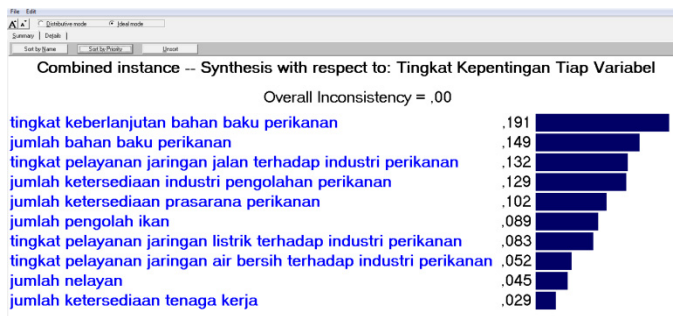 File Edit
Distributive mode Ideal mode
Summary Details
Sort by Name Sort by Priority Unsort
Combined instance -- Synthesis with respect to: Tingkat Kepentingan Tiap Variabel
Overall Inconsistency = ,00
tingkat keberlanjutan bahan baku perikanan ,191
jumlah bahan baku perikanan ,149
tingkat pelayanan jaringan jalan terhadap industri perikanan ,132
jumlah ketersediaan industri pengolahan perikanan ,129
jumlah ketersediaan prasarana perikanan ,102
jumlah pengolah ikan ,089
tingkat pelayanan jaringan listrik terhadap industri perikanan ,083
tingkat pelayanan jaringan air bersih terhadap industri perikanan ,052
jumlah nelayan ,045
jumlah ketersediaan tenaga kerja ,029